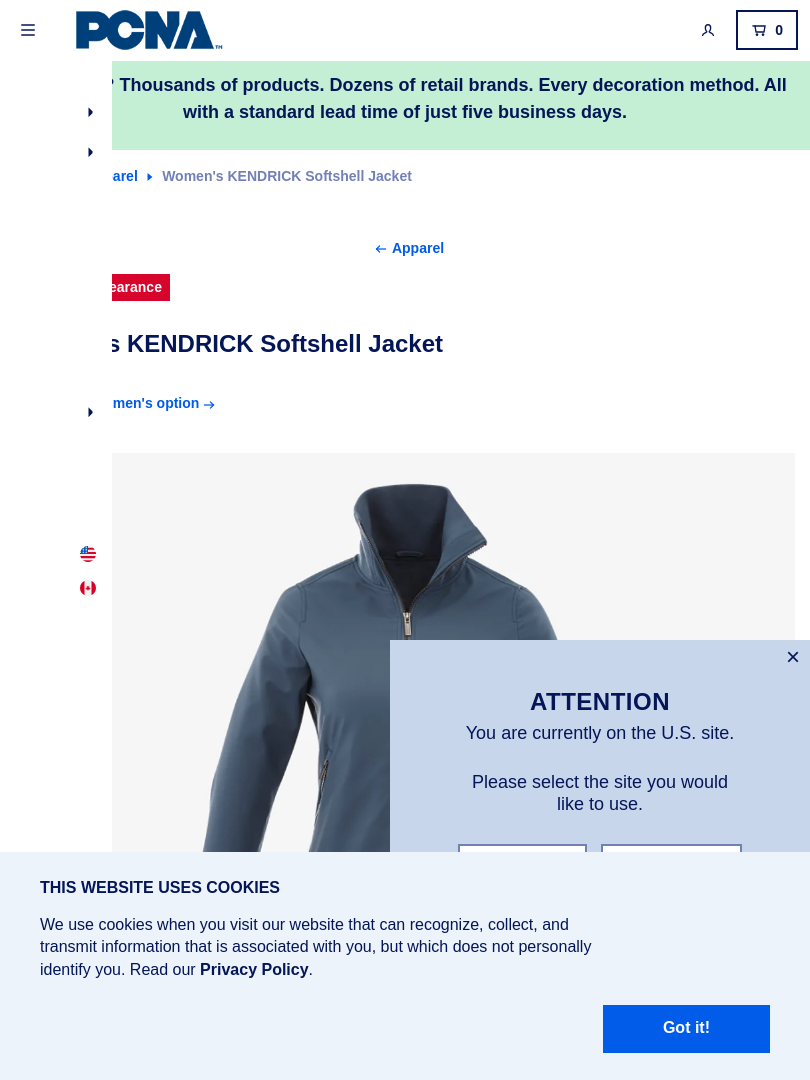 PCNA™
0
? Thousands of products. Dozens of retail brands. Every decoration method. All
with a standard lead time of just five business days.
arel Women's KENDRICK Softshell Jacket
Apparel
earance
s KENDRICK Softshell Jacket
men's option
ATTENTION
You are currently on the U.S. site.
Please select the site you would
like to use.
THIS WEBSITE USES COOKIES
We use cookies when you visit our website that can recognize, collect, and
transmit information that is associated with you, but which does not personally
identify you. Read our Privacy Policy.
Got it!